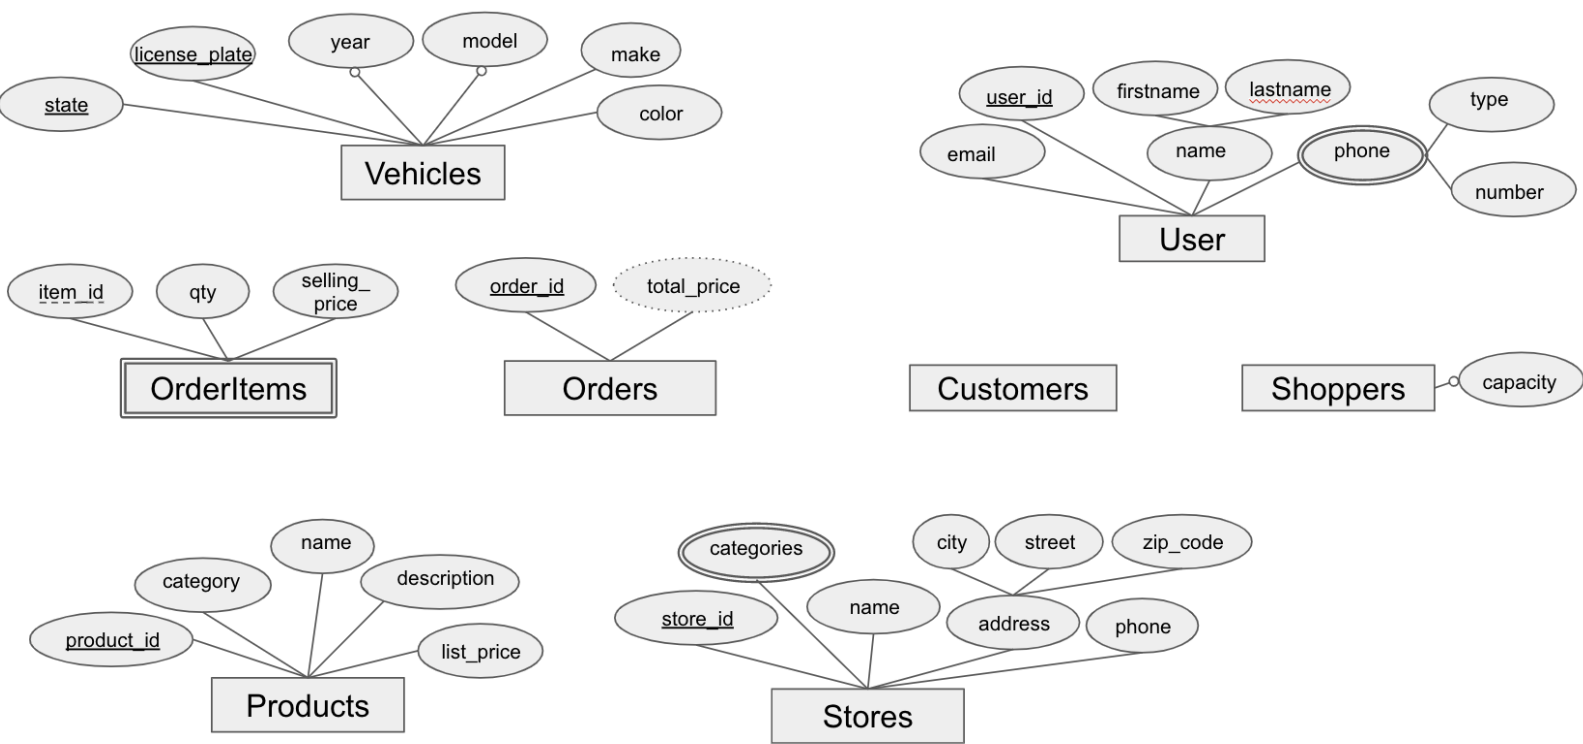 license_plate
year
model
make
state
color
Vehicles
user_id
firstname
lastname
type
email
name
phone
number
User
item_id
qty
selling_
price
OrderItems
order_id
total_price
Orders
Customers
Shoppers
capacity
product_id
category
name
description
list_price
Products
categories
city
street
zip_code
store_id
name
address
phone
Stores